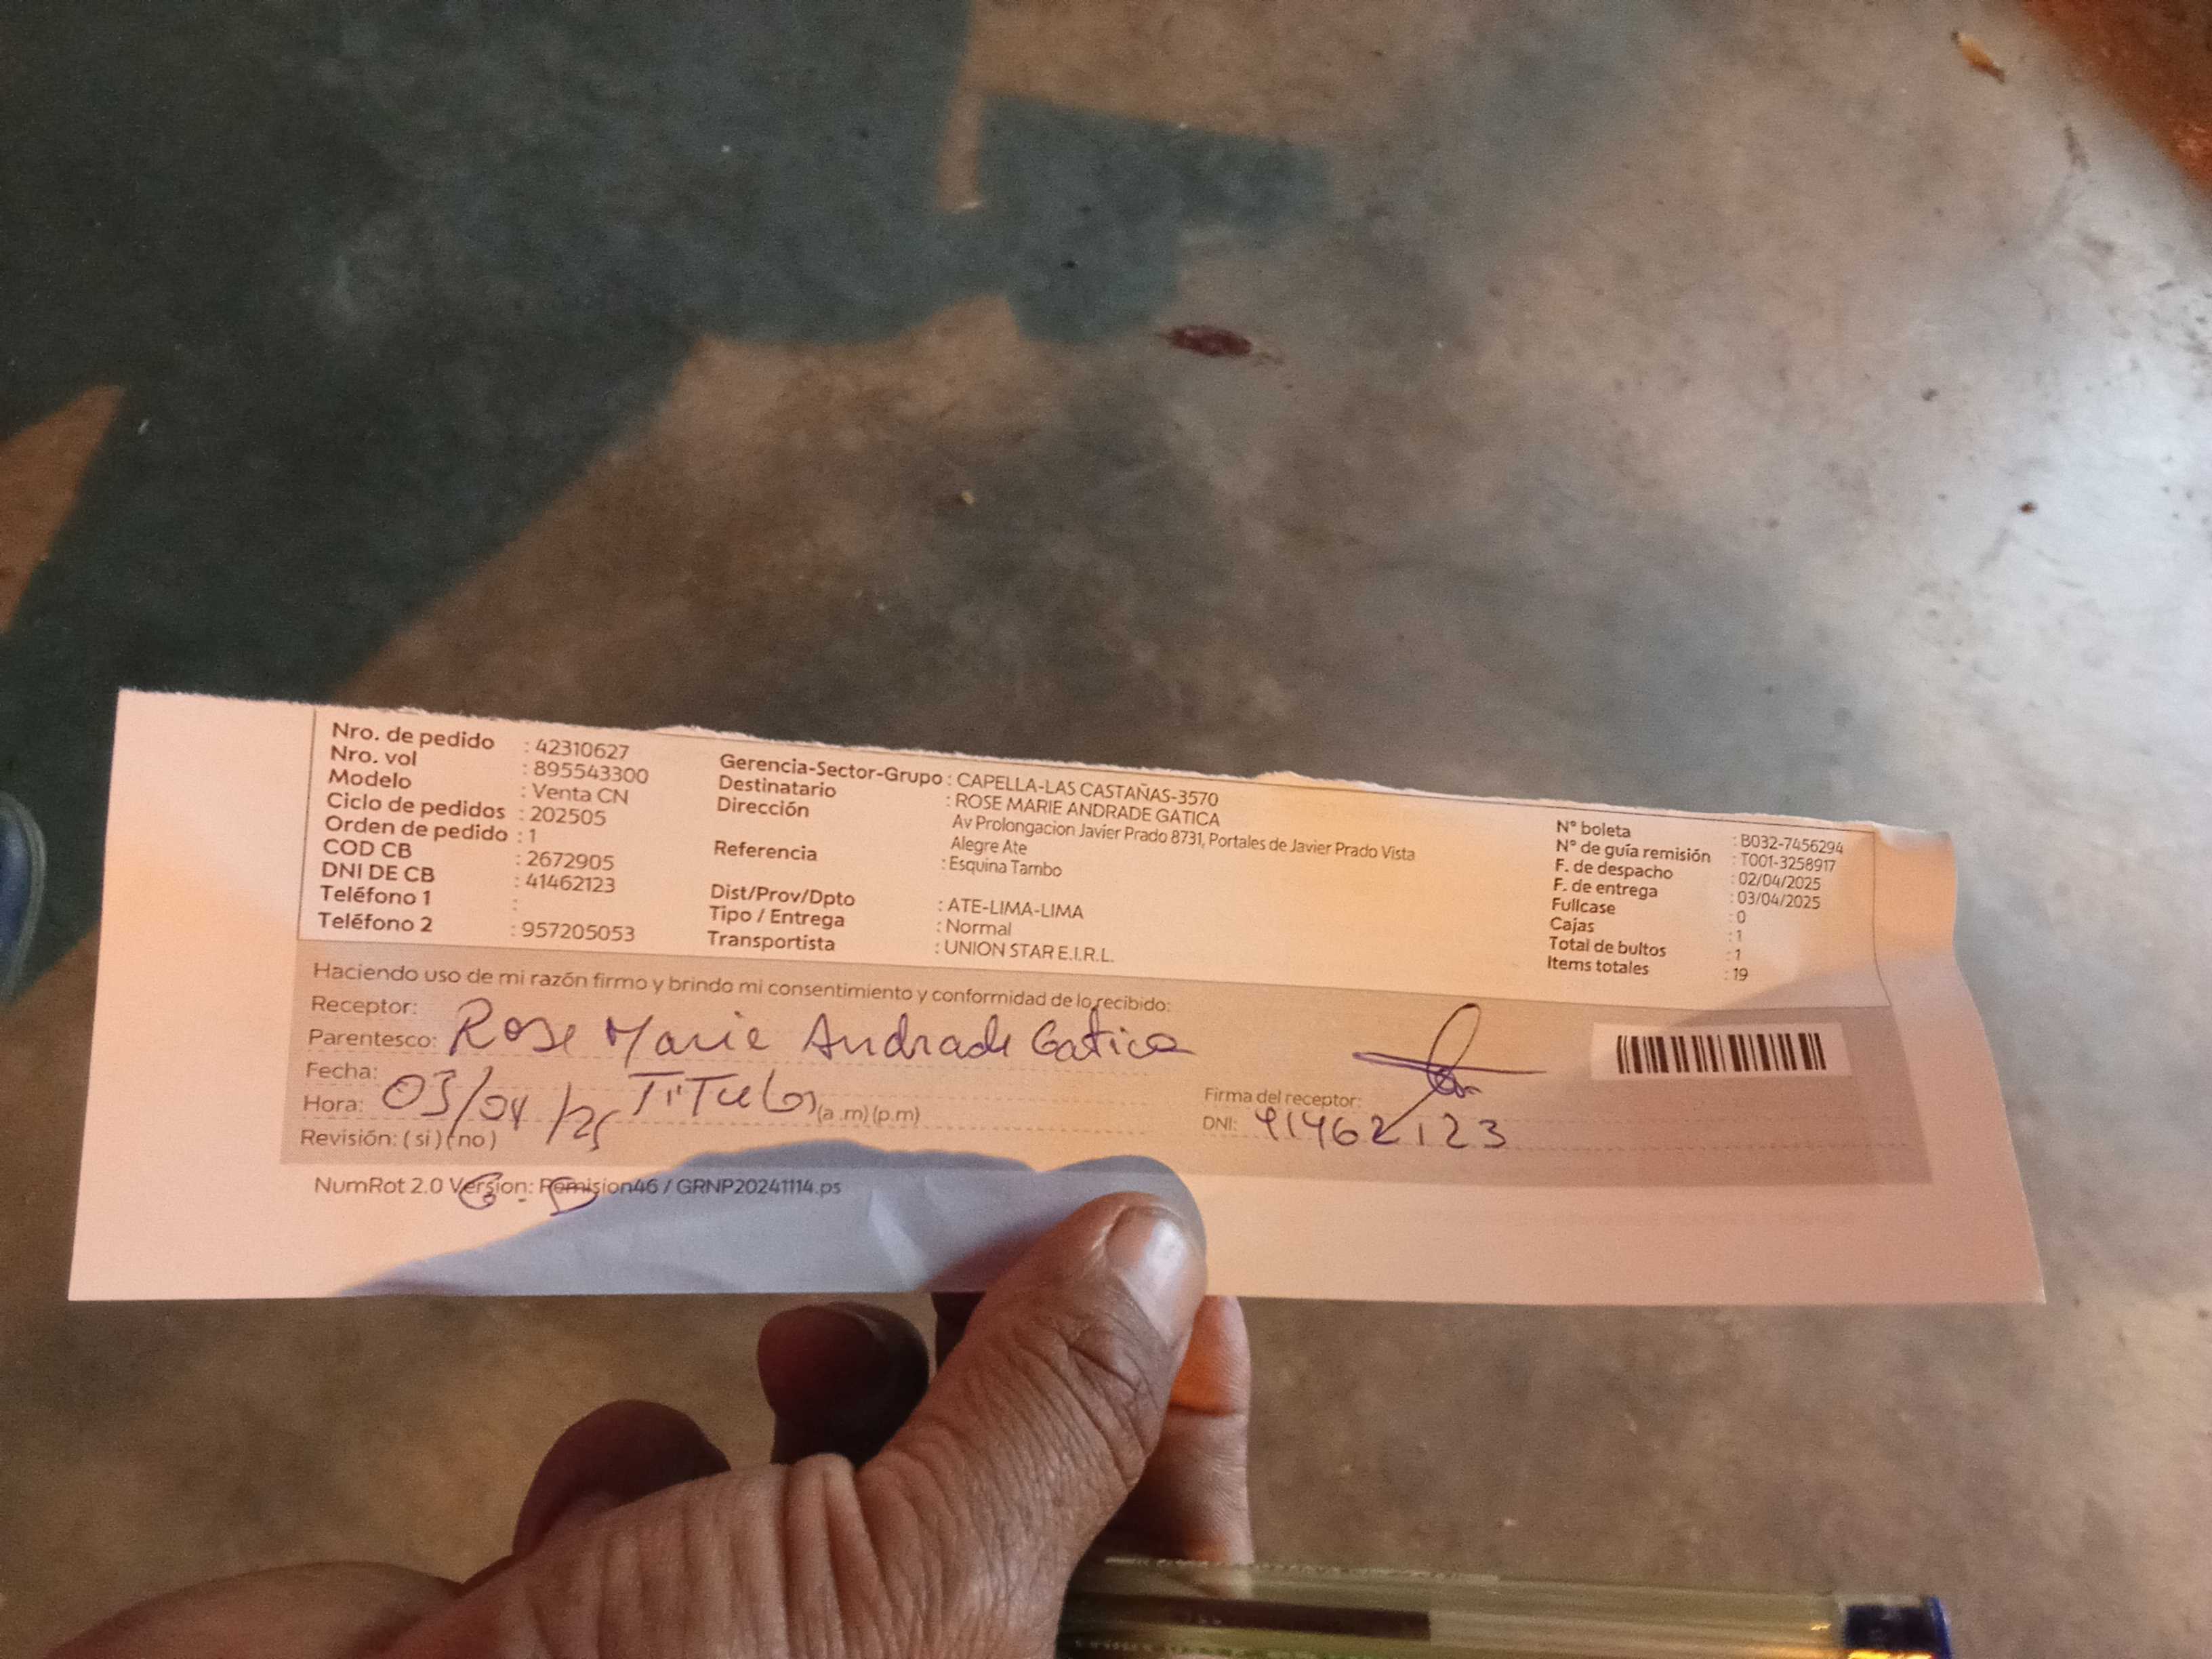 Nro. de pedido : 42310627
Nro. vol : 895543300
Modelo : Venta CN
Ciclo de pedidos : 202505
Orden de pedido : 1
COD CB : 2672905
DNI DE CB : 41462123
Teléfono 1 :
Teléfono 2 : 957205053
Gerencia-Sector-Grupo : CAPELLA-LAS CASTAÑAS-3570
Destinatario : ROSE MARIE ANDRADE GATICA
Dirección Av Prolongacion Javier Prado 8731, Portales de Javier Prado Vista
Alegre Ate
Referencia : Esquina Tambo
Dist/Prov/Dpto : ATE-LIMA-LIMA
Tipo / Entrega : Normal
Transportista : UNION STAR E.I.R.L.
N° boleta : B032-7456294
N° de guía remisión : T001-3258917
F. de despacho : 02/04/2025
F. de entrega : 03/04/2025
Fullcase : 0
Cajas : 1
Total de bultos : 1
Items totales : 19
Haciendo uso de mi razón firmo y brindo mi consentimiento y conformidad de lo recibido:
Receptor: Rose Marie Andrade Gatica
Parentesco:
Fecha: 03/04/25 Titular
Hora: (a .m) (p.m)
Revisión: ( si ) ( no )
Firma del receptor:
DNI: 41462123
NumRot 2.0 Version: Remision46 / GRNP20241114.ps